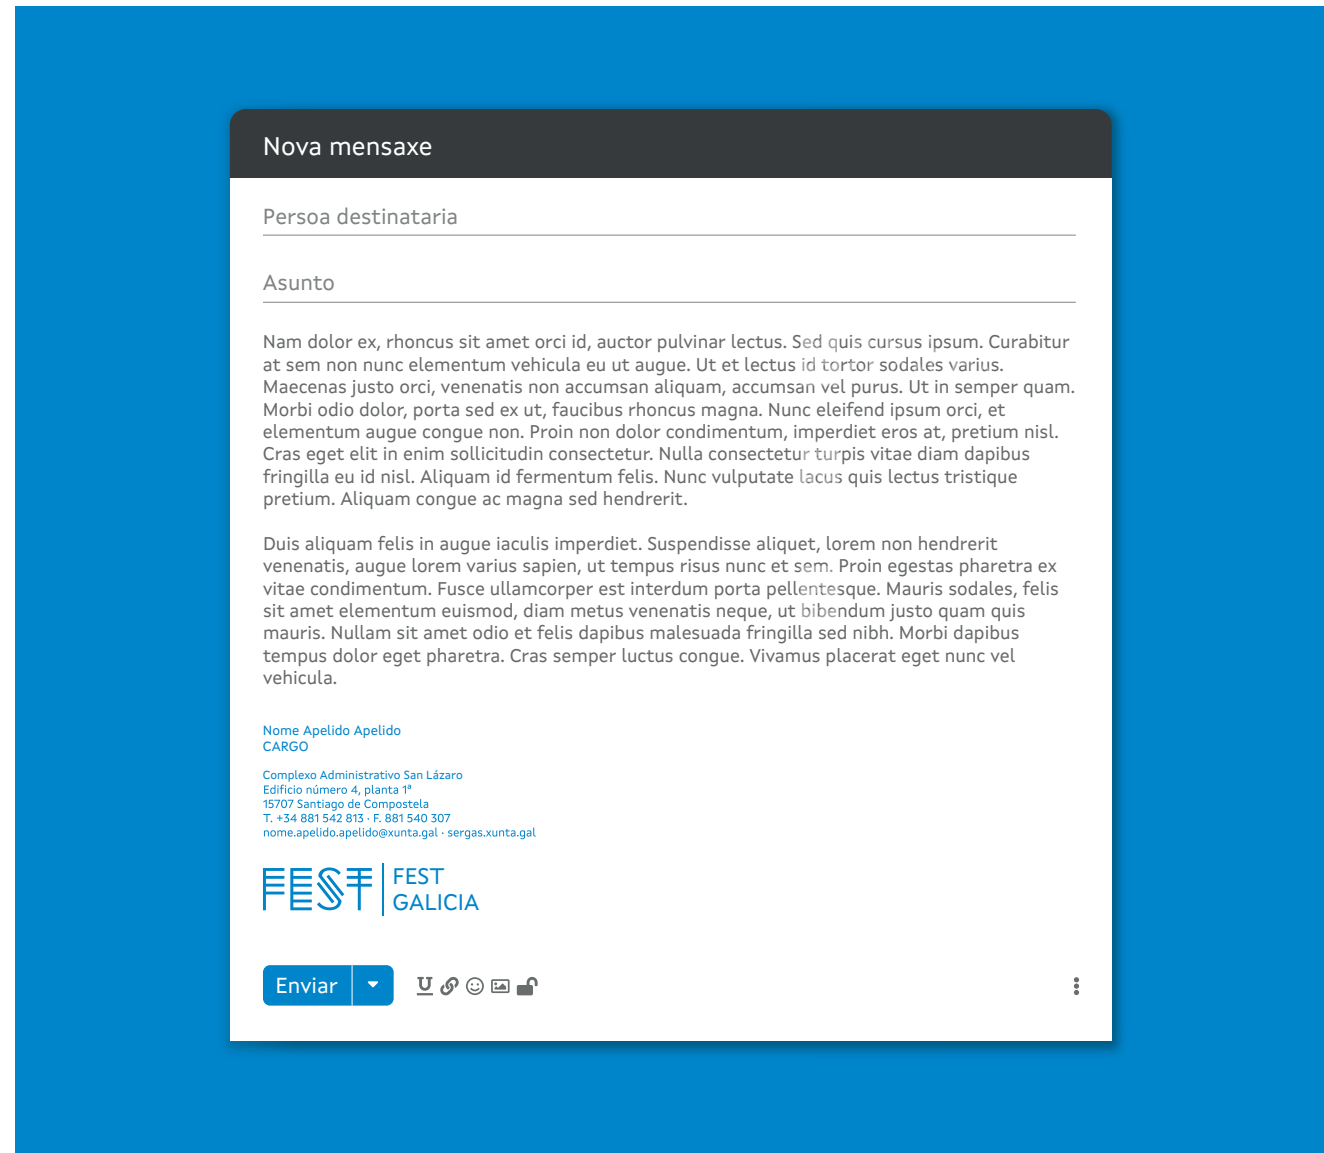 Nova mensaxe
Persoa destinataria
Asunto
Nam dolor ex, rhoncus sit amet orci id, auctor pulvinar lectus. Sed quis cursus ipsum. Curabitur
at sem non nunc elementum vehicula eu ut augue. Ut et lectus id tortor sodales varius.
Maecenas justo orci, venenatis non accumsan aliquam, accumsan vel purus. Ut in semper quam.
Morbi odio dolor, porta sed ex ut, faucibus rhoncus magna. Nunc eleifend ipsum orci, et
elementum augue congue non. Proin non dolor condimentum, imperdiet eros at, pretium nisl.
Cras eget elit in enim sollicitudin consectetur. Nulla consectetur turpis vitae diam dapibus
fringilla eu id nisl. Aliquam id fermentum felis. Nunc vulputate lacus quis lectus tristique
pretium. Aliquam congue ac magna sed hendrerit.
Duis aliquam felis in augue iaculis imperdiet. Suspendisse aliquet, lorem non hendrerit
venenatis, augue lorem varius sapien, ut tempus risus nunc et sem. Proin egestas pharetra ex
vitae condimentum. Fusce ullamcorper est interdum porta pellentesque. Mauris sodales, felis
sit amet elementum euismod, diam metus venenatis neque, ut bibendum justo quam quis
mauris. Nullam sit amet odio et felis dapibus malesuada fringilla sed nibh. Morbi dapibus
tempus dolor eget pharetra. Cras semper luctus congue. Vivamus placerat eget nunc vel
vehicula.
Nome Apelido Apelido
CARGO
Complexo Administrativo San Lázaro
Edificio número 4, planta 1ª
15707 Santiago de Compostela
T. +34 881 542 813 · F. 881 540 307
nome.apelido.apelido@xunta.gal · sergas.xunta.gal
FEST FEST
GALICIA
Enviar